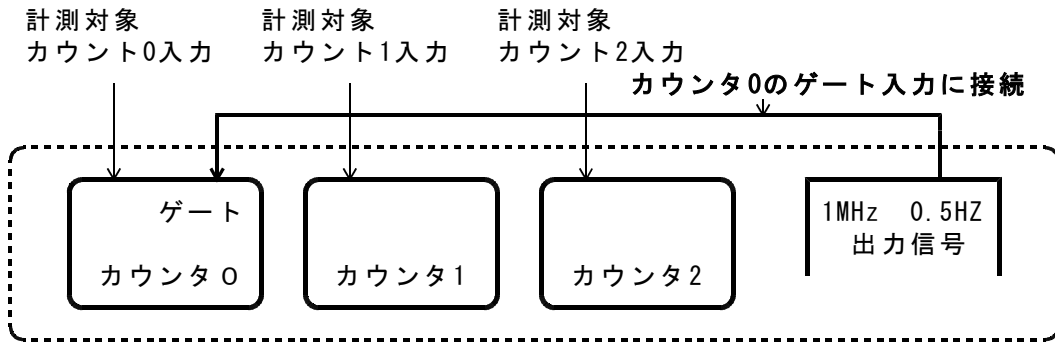 計測対象
カウント0入力
計測対象
カウント1入力
計測対象
カウント2入力
カウンタ0のゲート入力に接続
ゲート
カウンタ0
カウンタ1
カウンタ2
1MHz 0.5HZ
出力信号